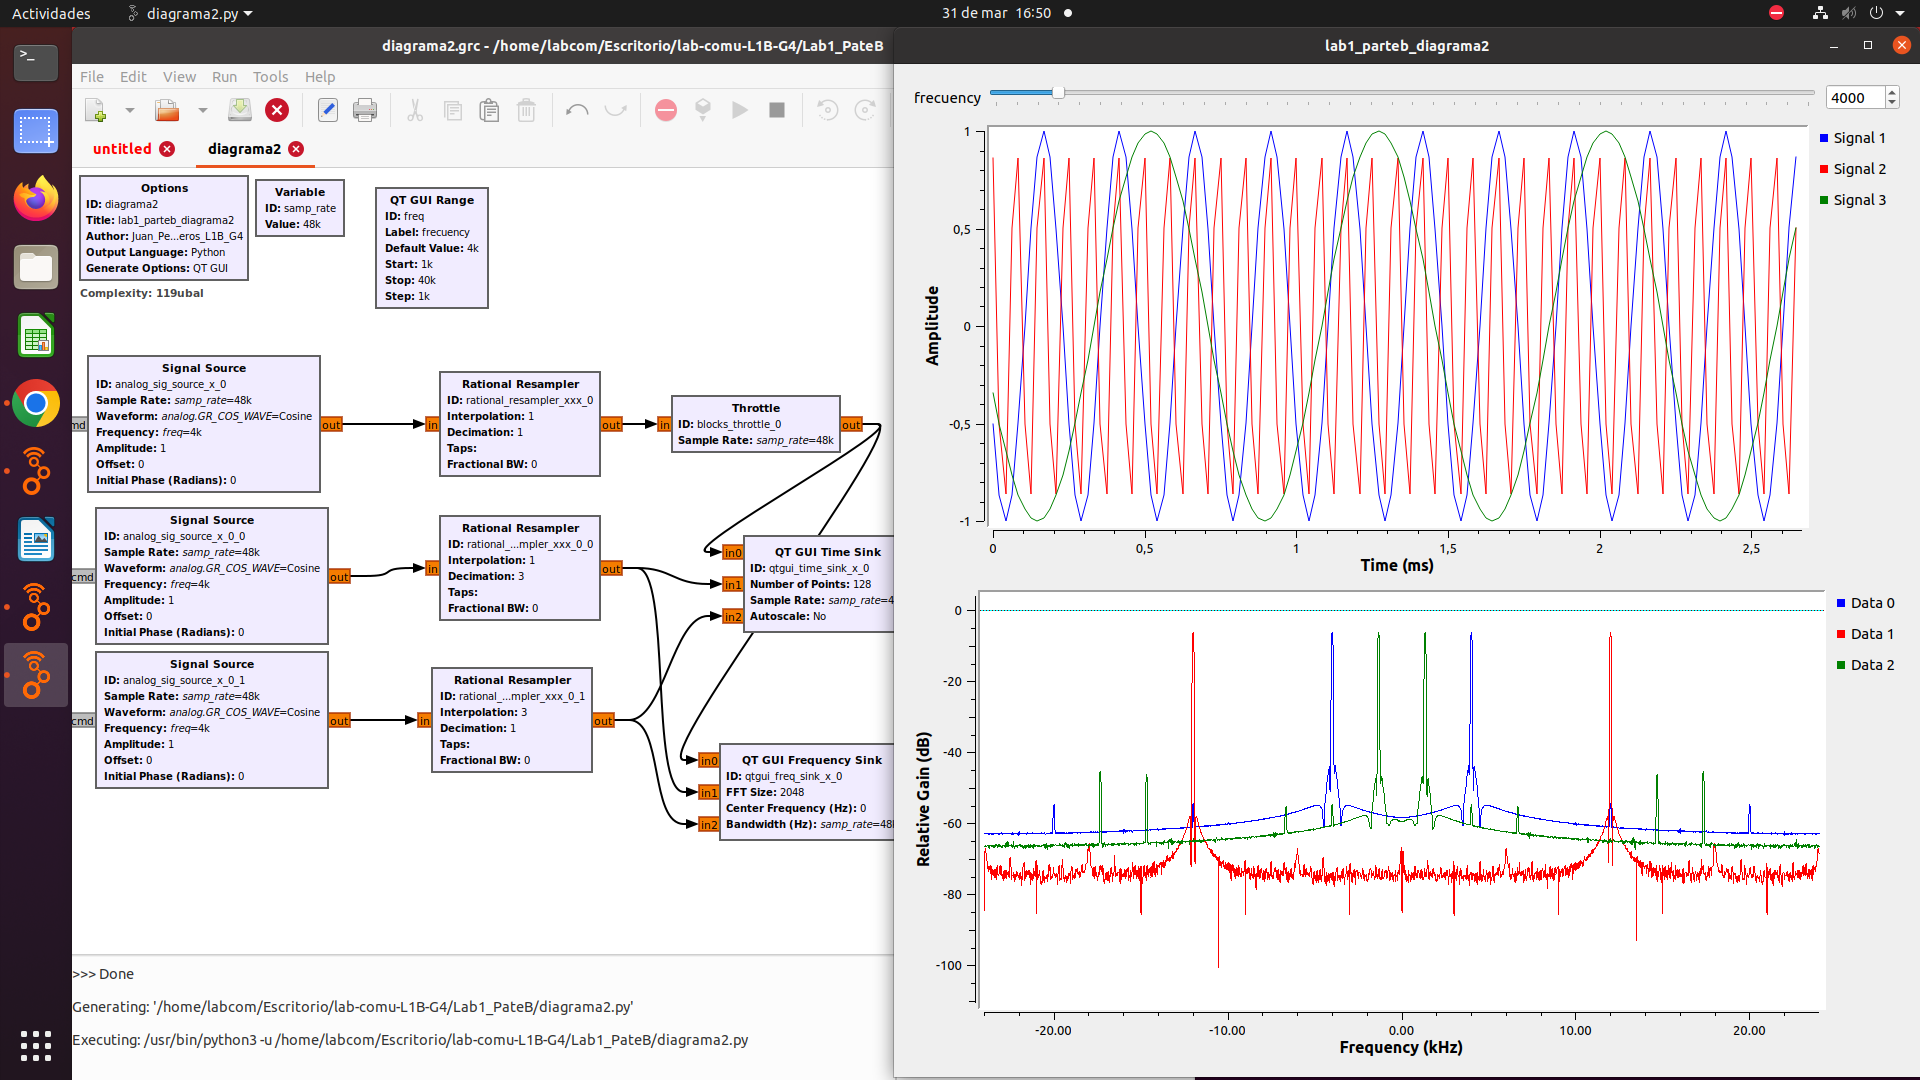 Actividades
diagrama2.py
31 de mar 16:50
diagrama2.grc - /home/labcom/Escritorio/lab-comu-L1B-G4/Lab1_PateB
File Edit View Run Tools Help
untitled
diagrama2
Options
ID: diagrama2
Title: lab1_parteb_diagrama2
Author: Juan_Pe...eros_L1B_G4
Output Language: Python
Generate Options: QT GUI
Complexity: 119ubal
Variable
ID: samp_rate
Value: 48k
QT GUI Range
ID: freq
Label: frecuency
Default Value: 4k
Start: 1k
Stop: 40k
Step: 1k
Signal Source
ID: analog_sig_source_x_0
Sample Rate: samp_rate=48k
Waveform: analog.GR_COS_WAVE=Cosine
Frequency: freq=4k
Amplitude: 1
Offset: 0
Initial Phase (Radians): 0
md
out
in
Rational Resampler
ID: rational_resampler_xxx_0
Interpolation: 1
Decimation: 1
Taps:
Fractional BW: 0
out
in
Throttle
ID: blocks_throttle_0
Sample Rate: samp_rate=48k
out
Signal Source
ID: analog_sig_source_x_0_0
Sample Rate: samp_rate=48k
Waveform: analog.GR_COS_WAVE=Cosine
Frequency: freq=4k
Amplitude: 1
Offset: 0
Initial Phase (Radians): 0
cmd
out
in
Rational Resampler
ID: rational_...mpler_xxx_0_0
Interpolation: 1
Decimation: 3
Taps:
Fractional BW: 0
out
in0
in1
in2
QT GUI Time Sink
ID: qtgui_time_sink_x_0
Number of Points: 128
Sample Rate: samp_rate=4
Autoscale: No
Signal Source
ID: analog_sig_source_x_0_1
Sample Rate: samp_rate=48k
Waveform: analog.GR_COS_WAVE=Cosine
Frequency: freq=4k
Amplitude: 1
Offset: 0
Initial Phase (Radians): 0
cmd
out
in
Rational Resampler
ID: rational_...mpler_xxx_0_1
Interpolation: 3
Decimation: 1
Taps:
Fractional BW: 0
out
in0
in1
in2
QT GUI Frequency Sink
ID: qtgui_freq_sink_x_0
FFT Size: 2048
Center Frequency (Hz): 0
Bandwidth (Hz): samp_rate=48
>>> Done
Generating: '/home/labcom/Escritorio/lab-comu-L1B-G4/Lab1_PateB/diagrama2.py'
Executing: /usr/bin/python3 -u /home/labcom/Escritorio/lab-comu-L1B-G4/Lab1_PateB/diagrama2.py
lab1_parteb_diagrama2
frecuency
4000
Amplitude
1
0,5
0
-0,5
-1
0 0,5 1 1,5 2 2,5
Time (ms)
Signal 1
Signal 2
Signal 3
Relative Gain (dB)
0
-20
-40
-60
-80
-100
-20.00 -10.00 0.00 10.00 20.00
Frequency (kHz)
Data 0
Data 1
Data 2